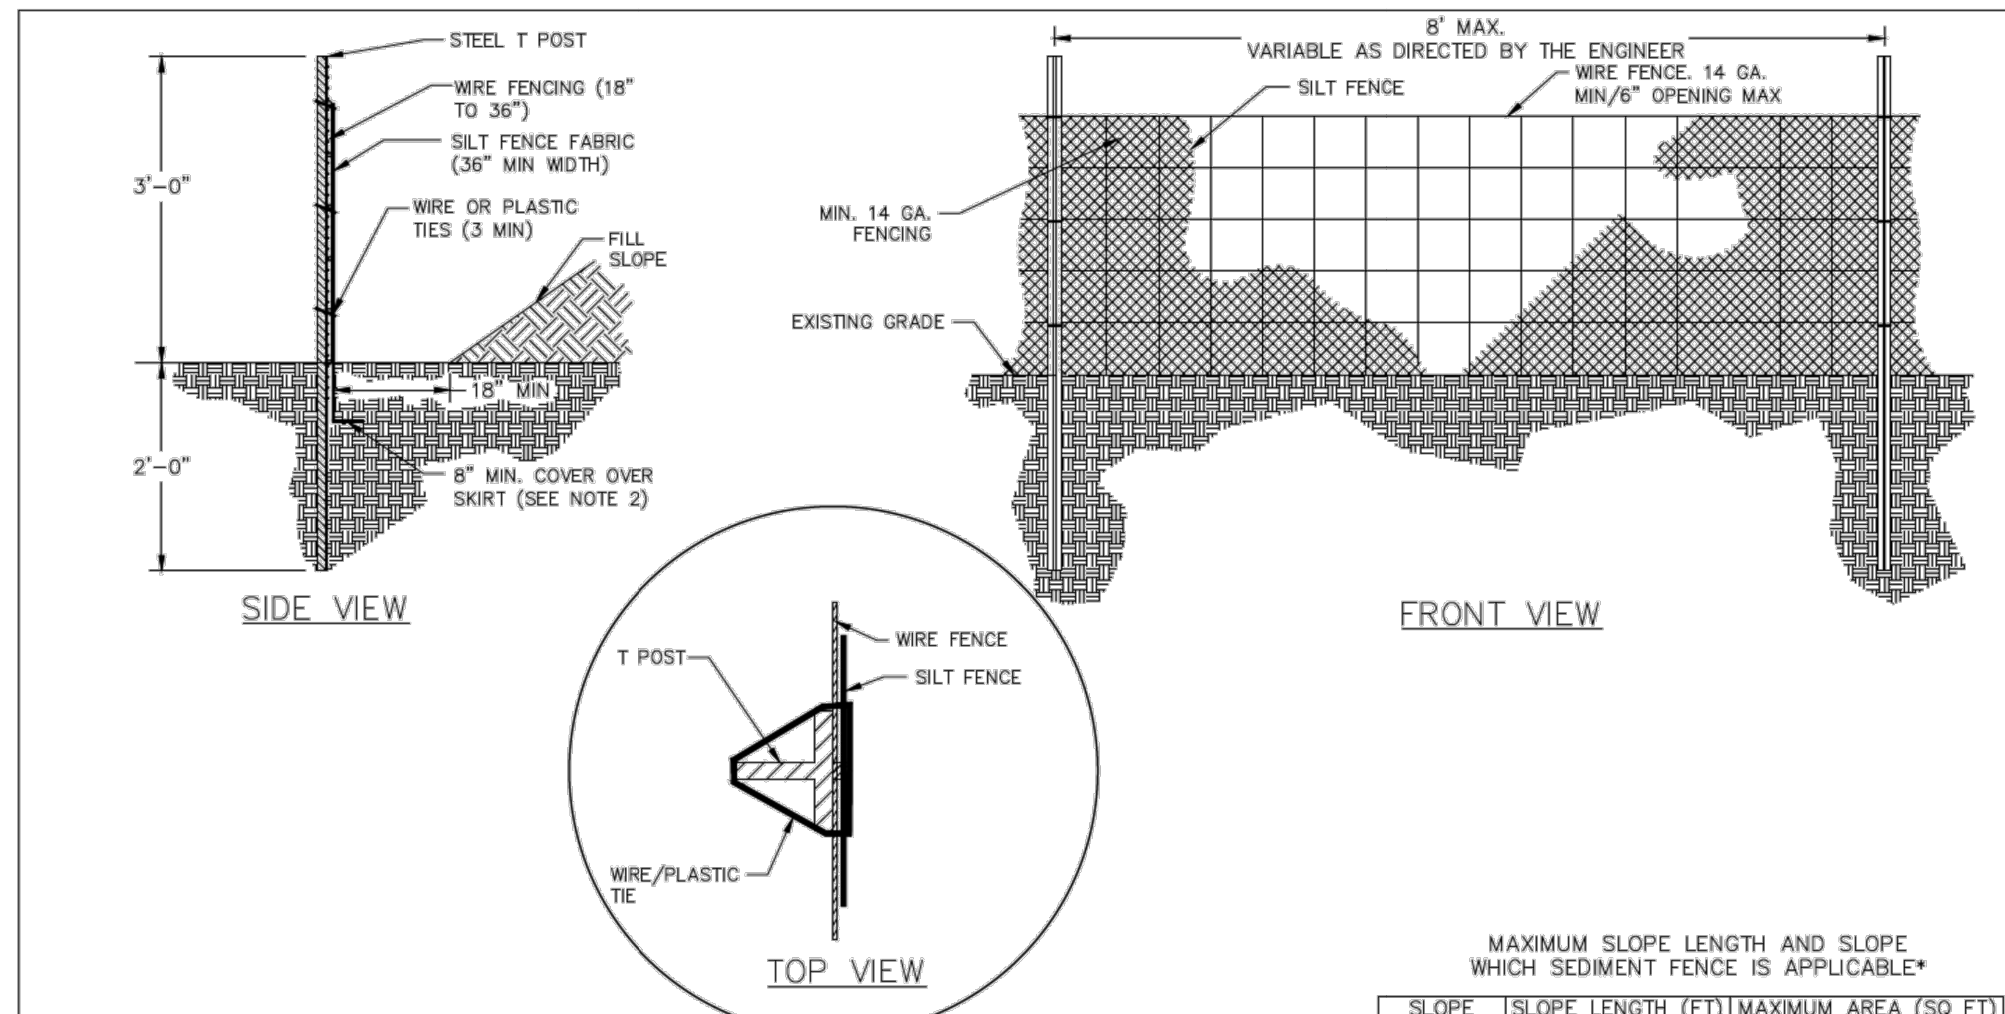 STEEL T POST
WIRE FENCING (18"
TO 36")
SILT FENCE FABRIC
(36" MIN WIDTH)
3'-0"
WIRE OR PLASTIC
TIES (3 MIN)
FILL
SLOPE
18" MIN
2'-0"
8" MIN. COVER OVER
SKIRT (SEE NOTE 2)
SIDE VIEW
8' MAX.
VARIABLE AS DIRECTED BY THE ENGINEER
SILT FENCE
WIRE FENCE. 14 GA.
MIN/6" OPENING MAX
MIN. 14 GA.
FENCING
EXISTING GRADE
FRONT VIEW
WIRE FENCE
T POST
SILT FENCE
WIRE/PLASTIC
TIE
TOP VIEW
MAXIMUM SLOPE LENGTH AND SLOPE
WHICH SEDIMENT FENCE IS APPLICABLE*
SLOPE SLOPE LENGTH (FT) MAXIMUM AREA (SQ FT)